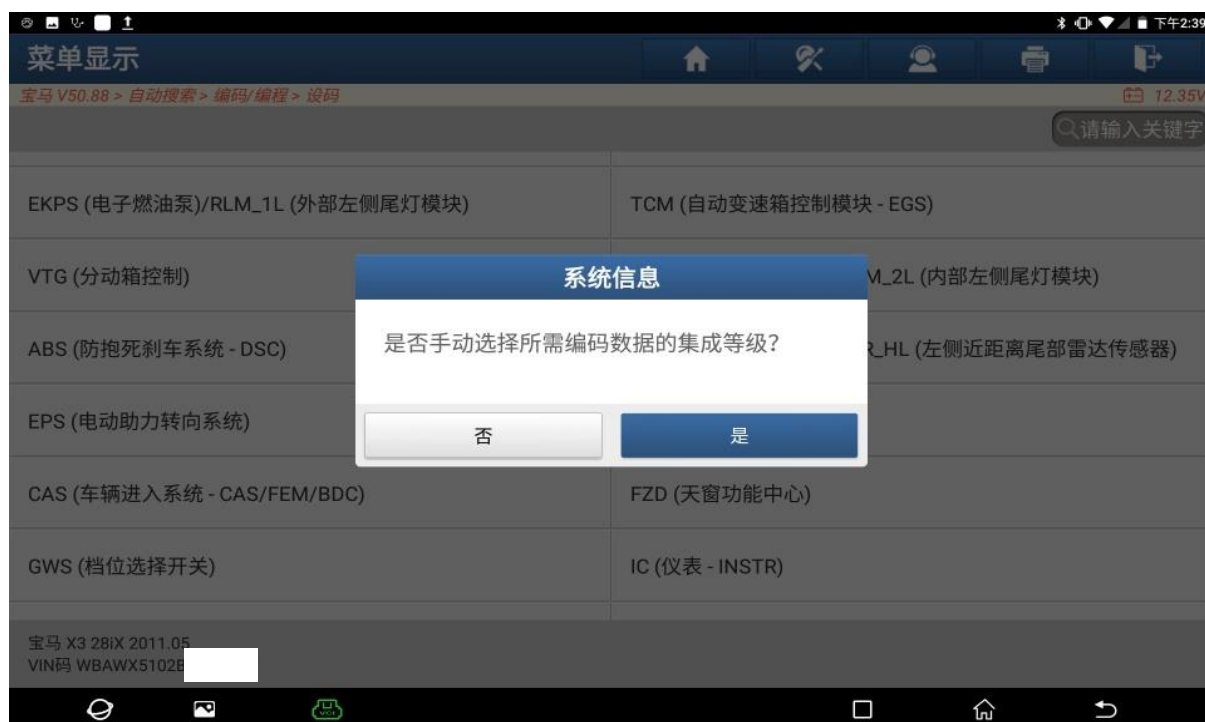 下午2:39
菜单显示
宝马 V50.88 > 自动搜索 > 编码/编程 > 设码
12.35V
请输入关键字
EKPS (电子燃油泵)/RLM_1L (外部左侧尾灯模块)
TCM (自动变速箱控制模块 - EGS)
VTG (分动箱控制)
M_2L (内部左侧尾灯模块)
系统信息
ABS (防抱死刹车系统 - DSC)
是否手动选择所需编码数据的集成等级?
R_HL (左侧近距离尾部雷达传感器)
EPS (电动助力转向系统)
否
是
CAS (车辆进入系统 - CAS/FEM/BDC)
FZD (天窗功能中心)
GWS (档位选择开关)
IC (仪表 - INSTR)
宝马 X3 28iX 2011.05
VIN码 WBAWX5102B
VCI